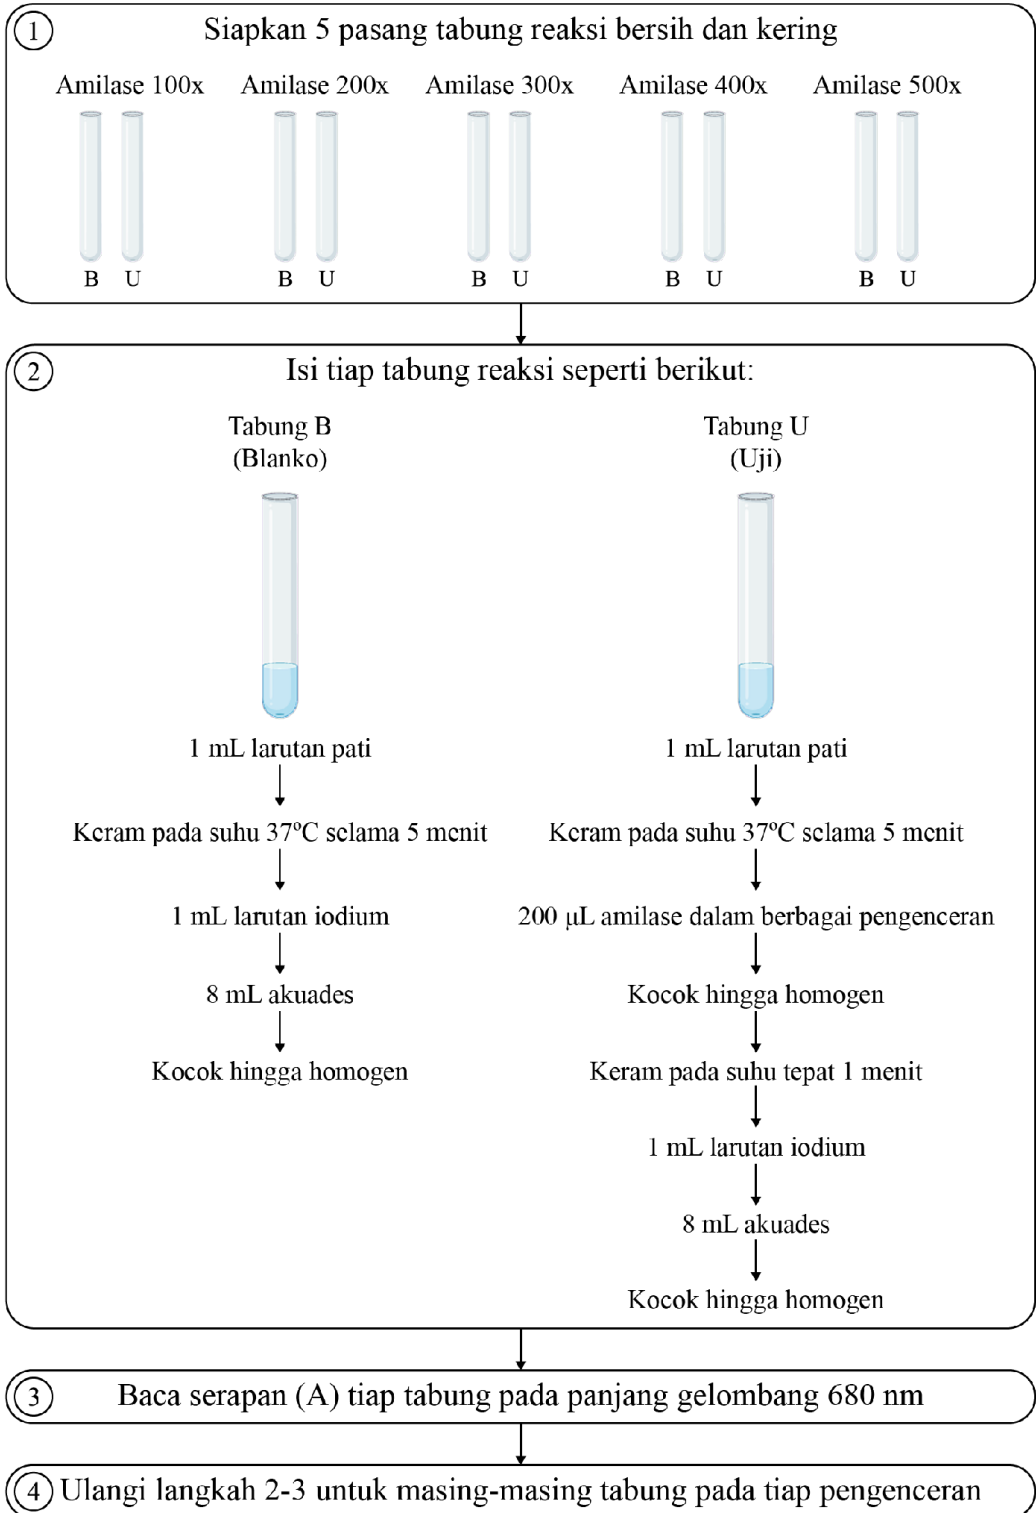 1
Siapkan 5 pasang tabung reaksi bersih dan kering
Amilase 100x Amilase 200x Amilase 300x Amilase 400x Amilase 500x
B U B U B U B U B U
2
Isi tiap tabung reaksi seperti berikut:
Tabung B
(Blanko)
1 mL larutan pati
Keram pada suhu 37°C selama 5 menit
1 mL larutan iodium
8 mL akuades
Kocok hingga homogen
Tabung U
(Uji)
1 mL larutan pati
Keram pada suhu 37°C selama 5 menit
200 μL amilase dalam berbagai pengenceran
Kocok hingga homogen
Keram pada suhu tepat 1 menit
1 mL larutan iodium
8 mL akuades
Kocok hingga homogen
3
Baca serapan (A) tiap tabung pada panjang gelombang 680 nm
4
Ulangi langkah 2-3 untuk masing-masing tabung pada tiap pengenceran